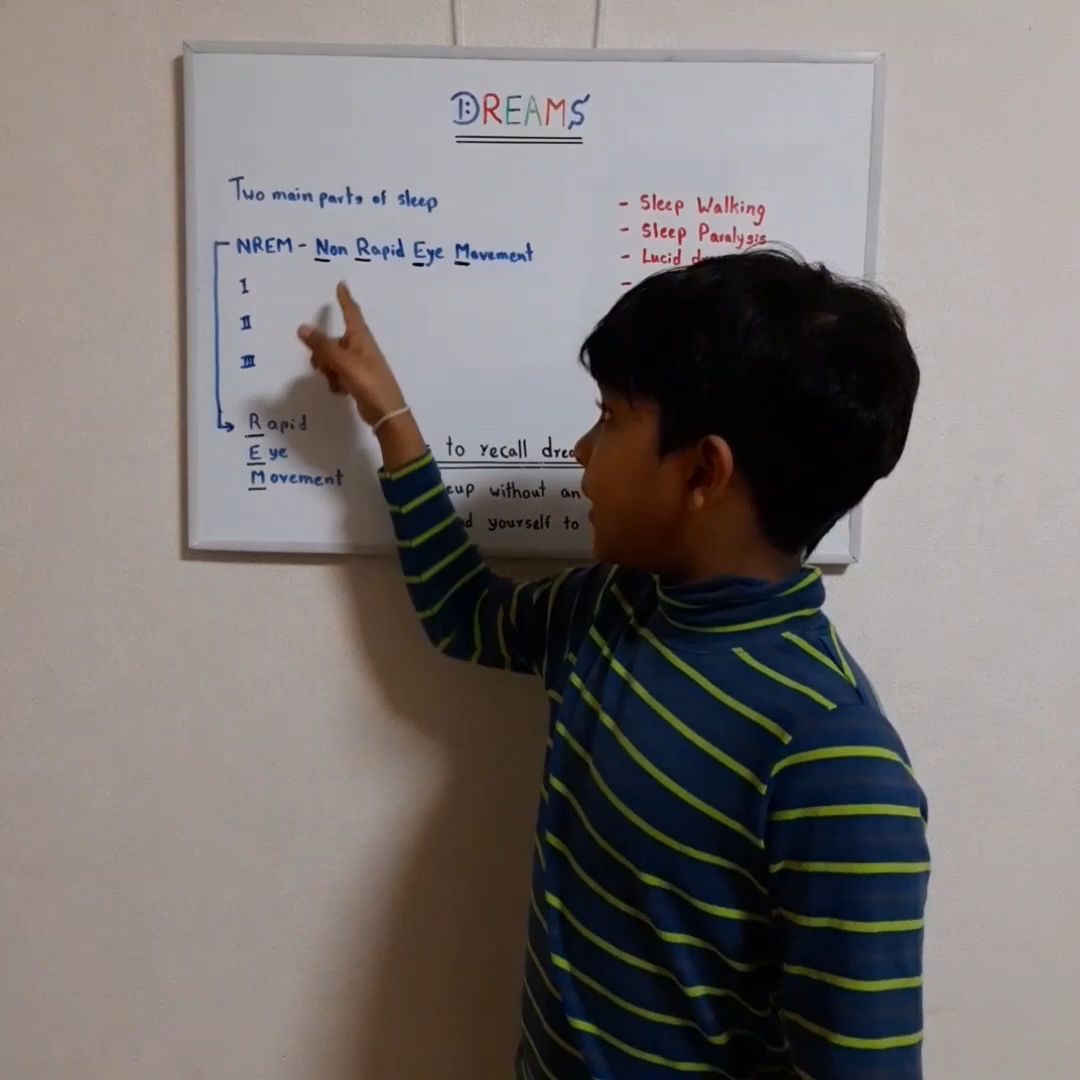 DREAMS
Two main parts of sleep
NREM - Non Rapid Eye Movement
I
II
III
Rapid
Eye
Movement
- Sleep Walking
- Sleep Paralysis
- Lucid
-
to recall
without an
yourself to